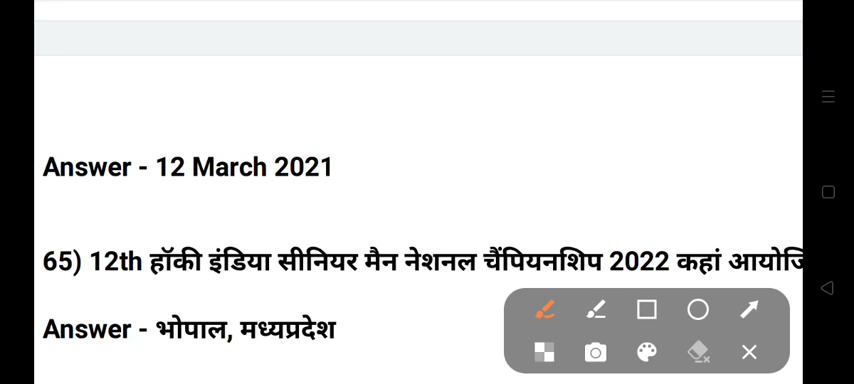 Answer - 12 March 2021
65) 12th हॉकी इंडिया सीनियर मैन नेशनल चैंपियनशिप 2022 कहां
Answer - भोपाल, मध्यप्रदेश